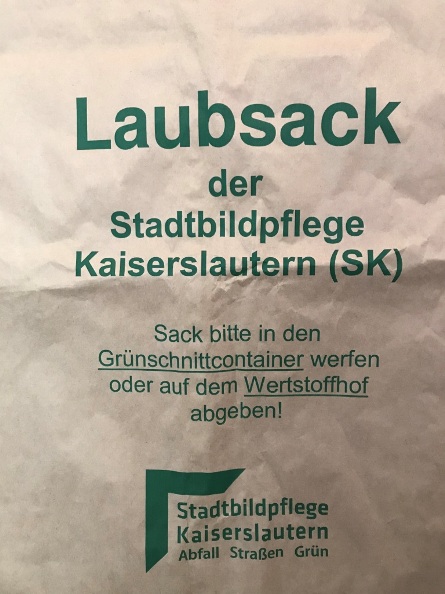 Laubsack
der
Stadtbildpflege
Kaiserslautern (SK)
Sack bitte in den
Grünschnittcontainer werfen
oder auf dem Wertstoffhof
abgeben!
Stadtbildpflege
Kaiserslautern
Abfall Straßen Grün